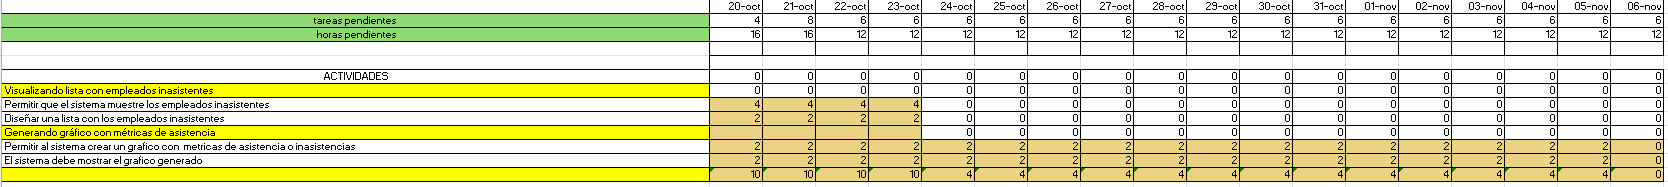 20-oct 21-oct 22-oct 23-oct 24-oct 25-oct 26-oct 27-oct 28-oct 29-oct 30-oct 31-oct 01-nov 02-nov 03-nov 04-nov 05-nov 06-nov
tareas pendientes 4 8 6 6 6 6 6 6 6 6 6 6 6 6 6 6 6 6
horas pendientes 16 16 12 12 12 12 12 12 12 12 12 12 12 12 12 12 12 12
ACTIVIDADES 0 0 0 0 0 0 0 0 0 0 0 0 0 0 0 0 0 0
Visualizando lista con empleados inasistentes 0 0 0 0 0 0 0 0 0 0 0 0 0 0 0 0 0 0
Permitir que el sistema muestre los empleados inasistentes 4 4 4 4 0 0 0 0 0 0 0 0 0 0 0 0 0 0
Diseñar una lista con los empleados inasistentes 2 2 2 2 0 0 0 0 0 0 0 0 0 0 0 0 0 0
Generando gráfico con métricas de asistencia 0 0 0 0 0 0 0 0 0 0 0 0 0 0
Permitir al sistema crear un grafico con metricas de asistencia o inasistencias 2 2 2 2 2 2 2 2 2 2 2 2 2 2 2 2 2 0
El sistema debe mostrar el grafico generado 2 2 2 2 2 2 2 2 2 2 2 2 2 2 2 2 2 0
10 10 10 10 4 4 4 4 4 4 4 4 4 4 4 4 4 0